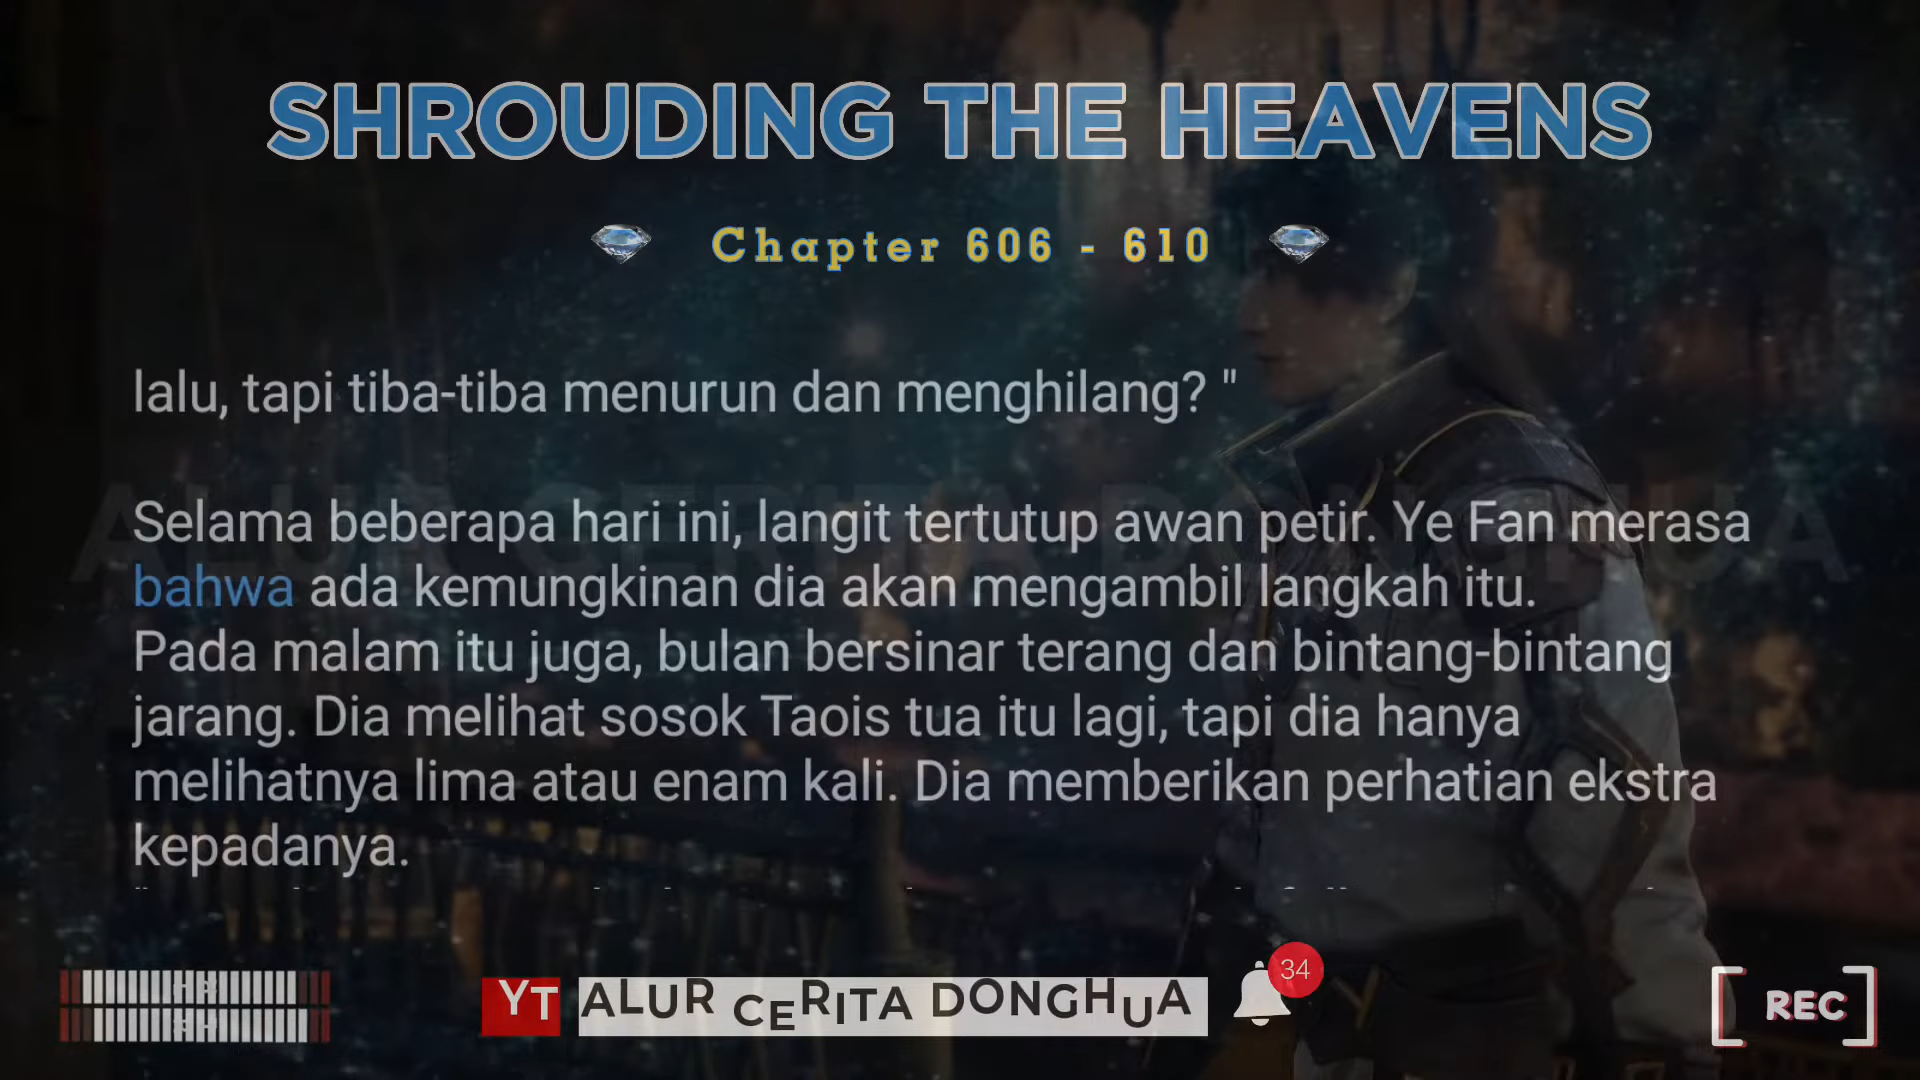 SHROUDING THE HEAVENS
Chapter 606 - 610
lalu, tapi tiba-tiba menurun dan menghilang? "
Selama beberapa hari ini, langit tertutup awan petir. Ye Fan merasa
bahwa ada kemungkinan dia akan mengambil langkah itu.
Pada malam itu juga, bulan bersinar terang dan bintang-bintang
jarang. Dia melihat sosok Taois tua itu lagi, tapi dia hanya
melihatnya lima atau enam kali. Dia memberikan perhatian ekstra
kepadanya.
ALUR CERITA DONGHUA
YT ALUR CERITA DONGHUA
34
REC